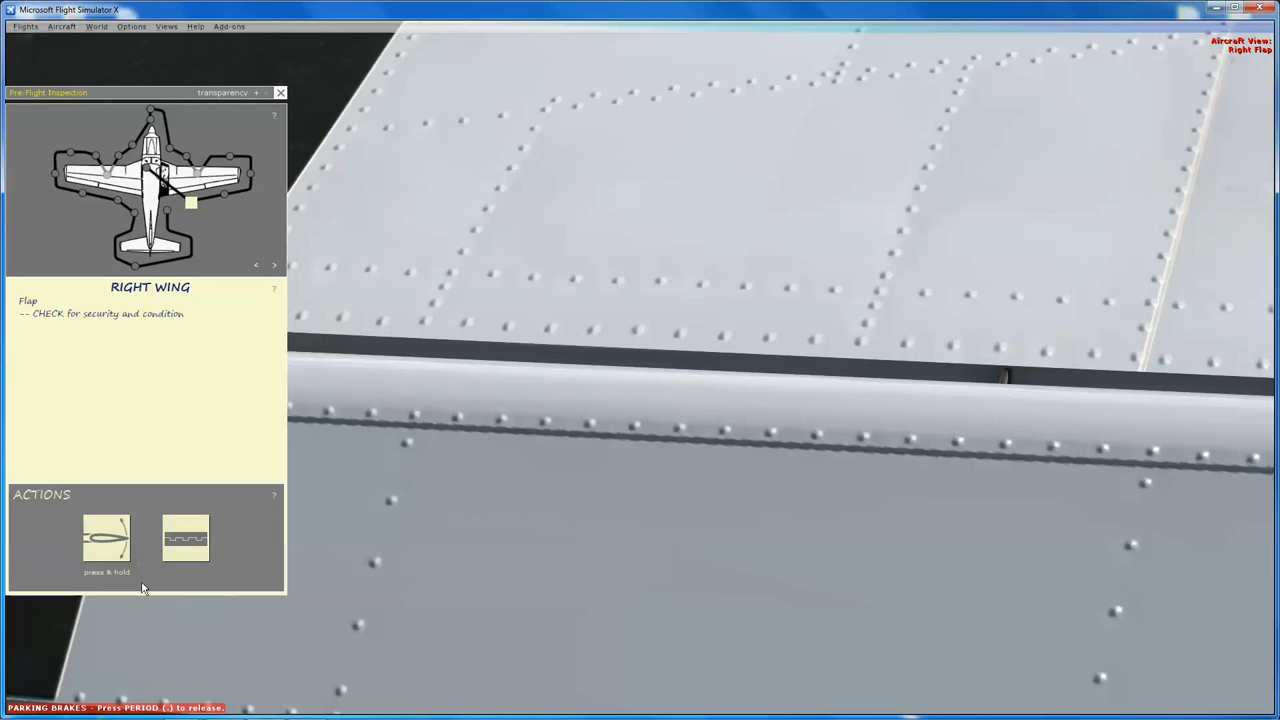 Microsoft Flight Simulator X
Flights Aircraft World Options Views Help Add-ons
Aircraft View:
Right Flap
Pre-Flight Inspection transparency + -
?
< >
RIGHT WING ?
Flap
-- CHECK for security and condition
ACTIONS ?
press & hold
PARKING BRAKES - Press PERIOD (.) to release.